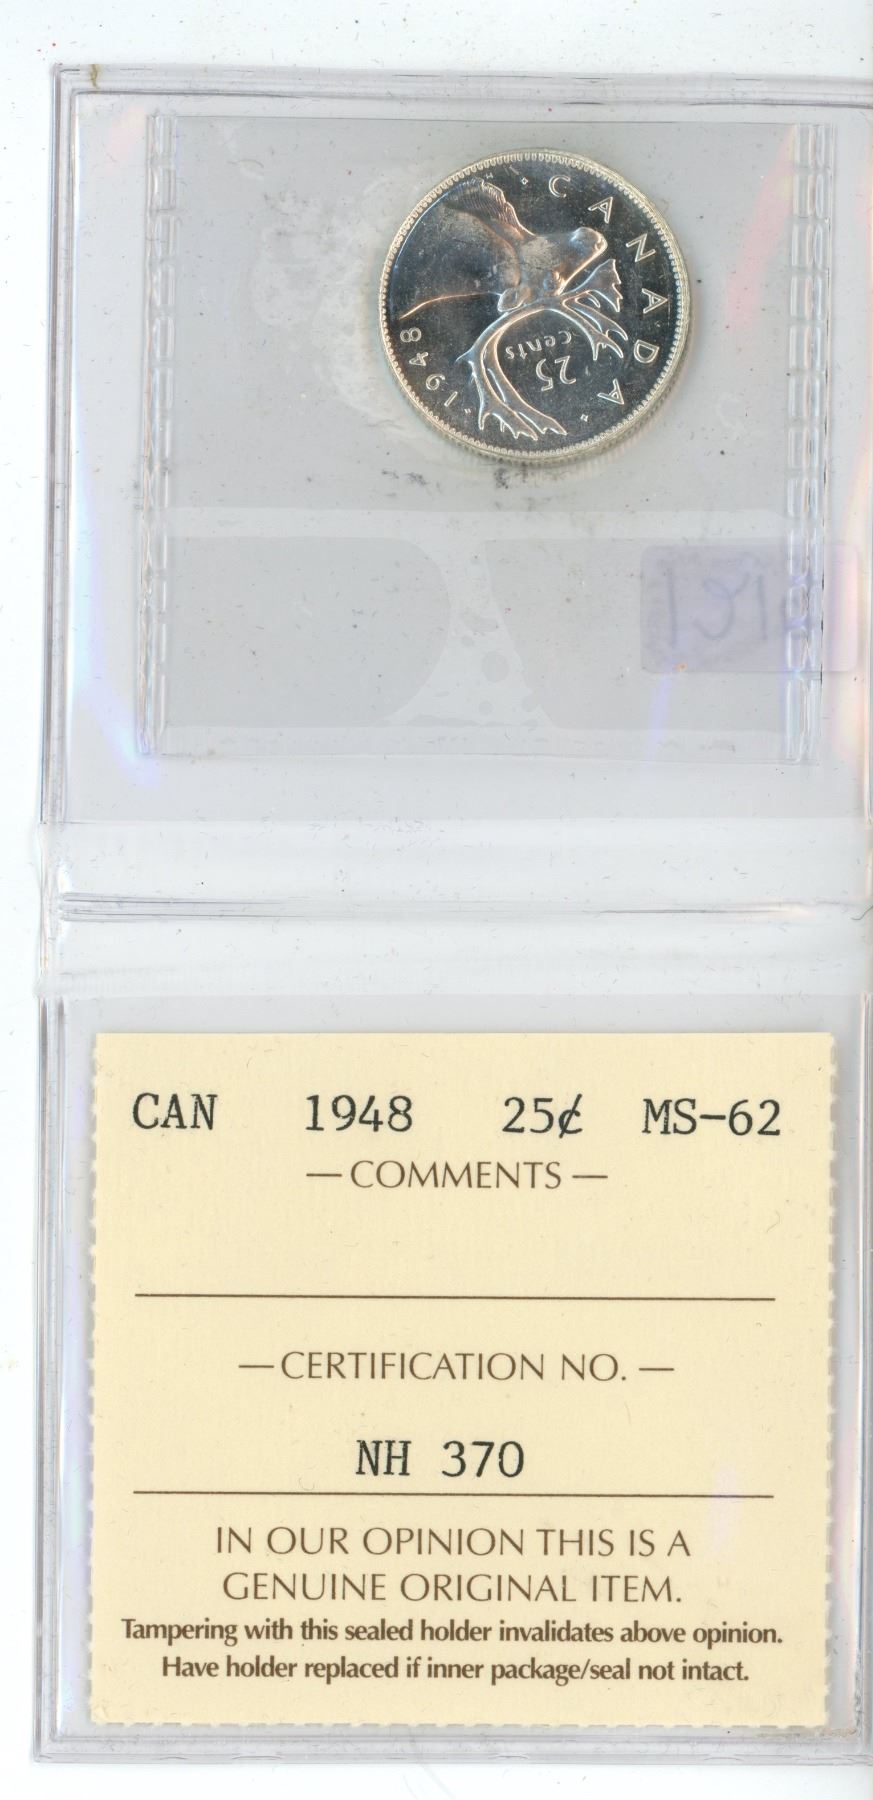 CANADA
25
cents
1948
CAN 1948 25¢ MS-62
— COMMENTS —
— CERTIFICATION NO. —
NH 370
IN OUR OPINION THIS IS A
GENUINE ORIGINAL ITEM.
Tampering with this sealed holder invalidates above opinion.
Have holder replaced if inner package/seal not intact.